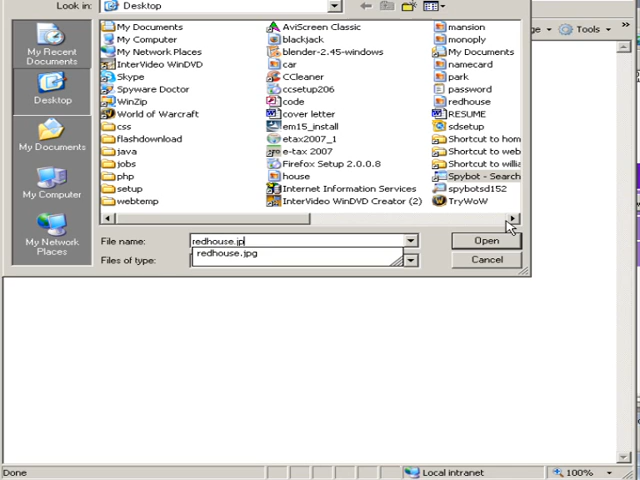 Look in: Desktop
ge Tools
My Recent Documents
Desktop
My Documents
My Computer
My Network Places
My Documents
My Computer
My Network Places
InterVideo WinDVD
Skype
Spyware Doctor
WinZip
World of Warcraft
css
flashdownload
java
jobs
php
setup
webtemp
AviScreen Classic
blackjack
blender-2.45-windows
car
CCleaner
ccsetup206
code
cover letter
em15_install
etax2007_1
e-tax 2007
Firefox Setup 2.0.0.8
house
Internet Information Services
InterVideo WinDVD Creator (2)
mansion
monoply
My Documents
namecard
park
password
redhouse
RESUME
sdsetup
Shortcut to hom
Shortcut to web
Shortcut to willia
Spybot - Search
spybotsd152
TryWoW
File name: redhouse.jp Open
redhouse.jpg
Files of type: Cancel
Done Local intranet 100%